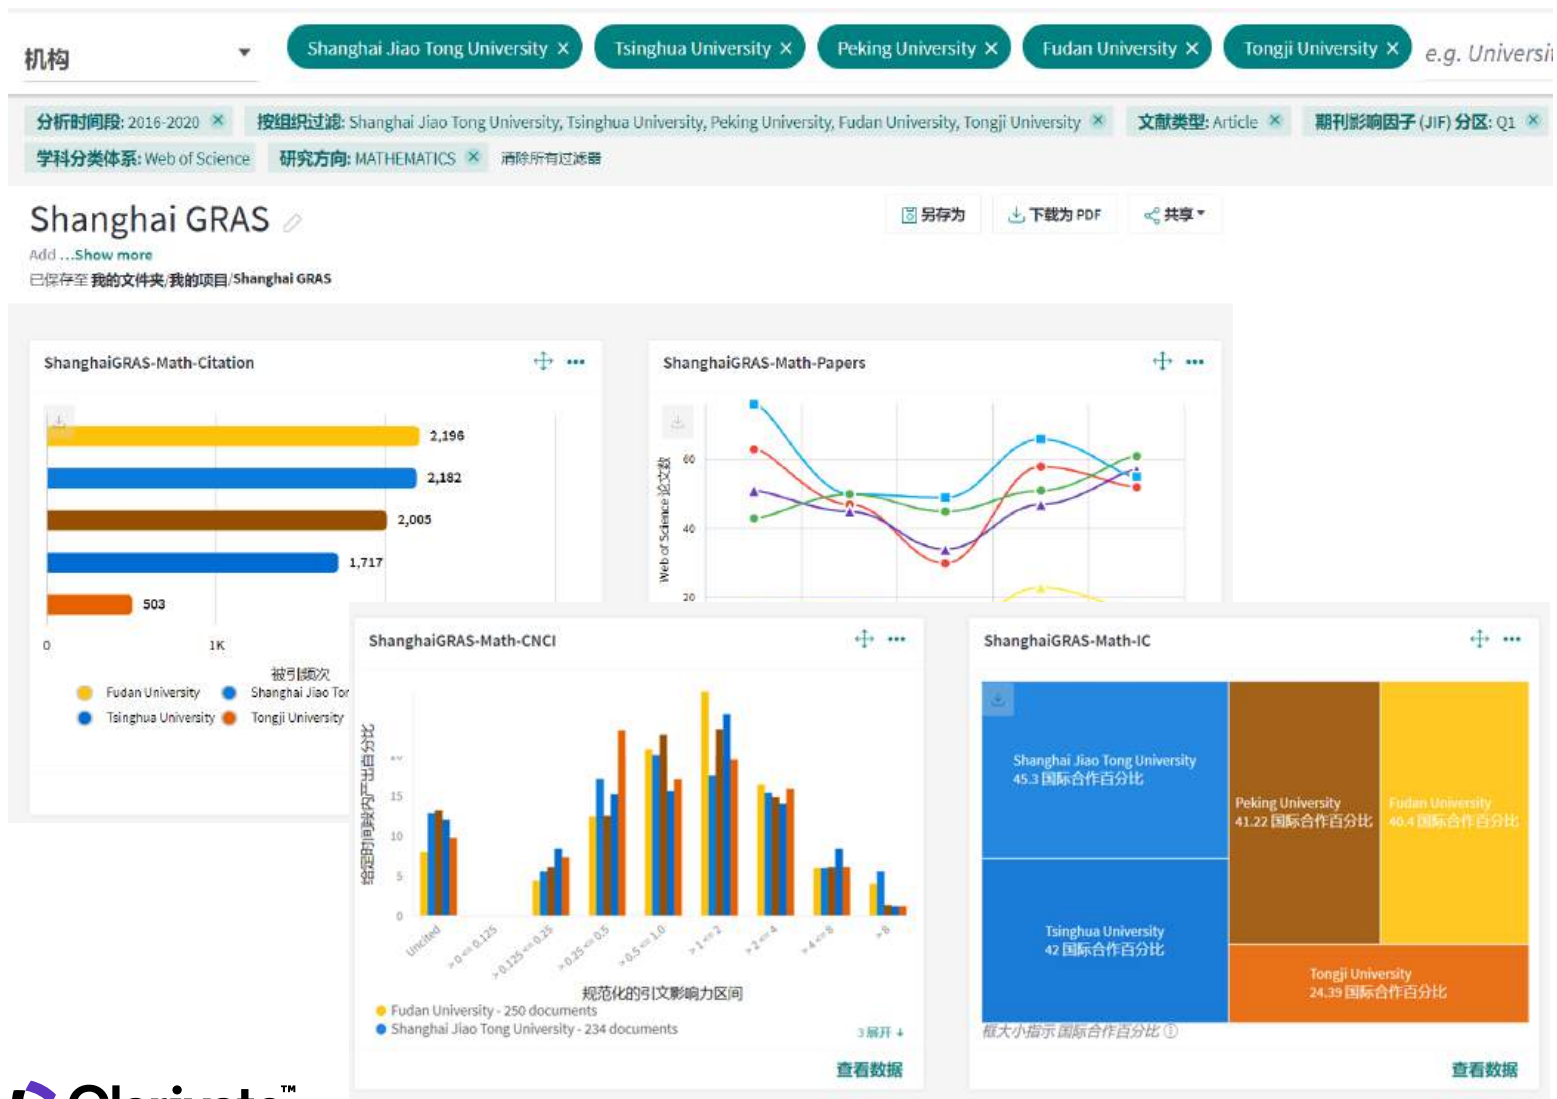 机构
Shanghai Jiao Tong University ×
Tsinghua University ×
Peking University ×
Fudan University ×
Tongji University ×
e.g. Universit
分析时间段: 2016-2020 ×
按组织过滤: Shanghai Jiao Tong University, Tsinghua University, Peking University, Fudan University, Tongji University ×
文献类型: Article ×
期刊影响因子 (JIF) 分区: Q1 ×
学科分类体系: Web of Science
研究方向: MATHEMATICS ×
清除所有过滤器
Shanghai GRAS
另存为
下载为 PDF
共享
Add ...Show more
已保存至 我的文件夹/我的项目/Shanghai GRAS
ShanghaiGRAS-Math-Citation
2,196
2,182
2,005
1,717
503
0
1K
被引频次
Fudan University
Shanghai Jiao Ton
Tsinghua University
Tongji University
ShanghaiGRAS-Math-Papers
Web of Science 论文数
60
40
20
ShanghaiGRAS-Math-CNCI
给定时间段内产出百分比
15
10
5
0
Uncited
> 0 <= 0.125
> 0.125 <= 0.25
> 0.25 <= 0.5
> 0.5 <= 1.0
> 1 <= 2
> 2 <= 4
> 4 <= 8
> 8
规范化的引文影响力区间
Fudan University - 250 documents
Shanghai Jiao Tong University - 234 documents
3 展开
查看数据
ShanghaiGRAS-Math-IC
Shanghai Jiao Tong University
45.3 国际合作百分比
Peking University
41.22 国际合作百分比
Fudan University
40.4 国际合作百分比
Tsinghua University
42 国际合作百分比
Tongji University
24.39 国际合作百分比
框大小指示 国际合作百分比
查看数据
Clarivate™